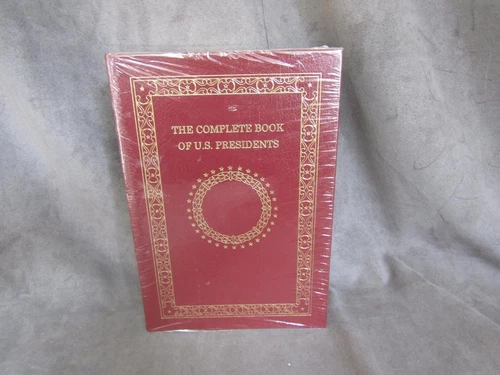 THE COMPLETE BOOK
OF U.S. PRESIDENTS